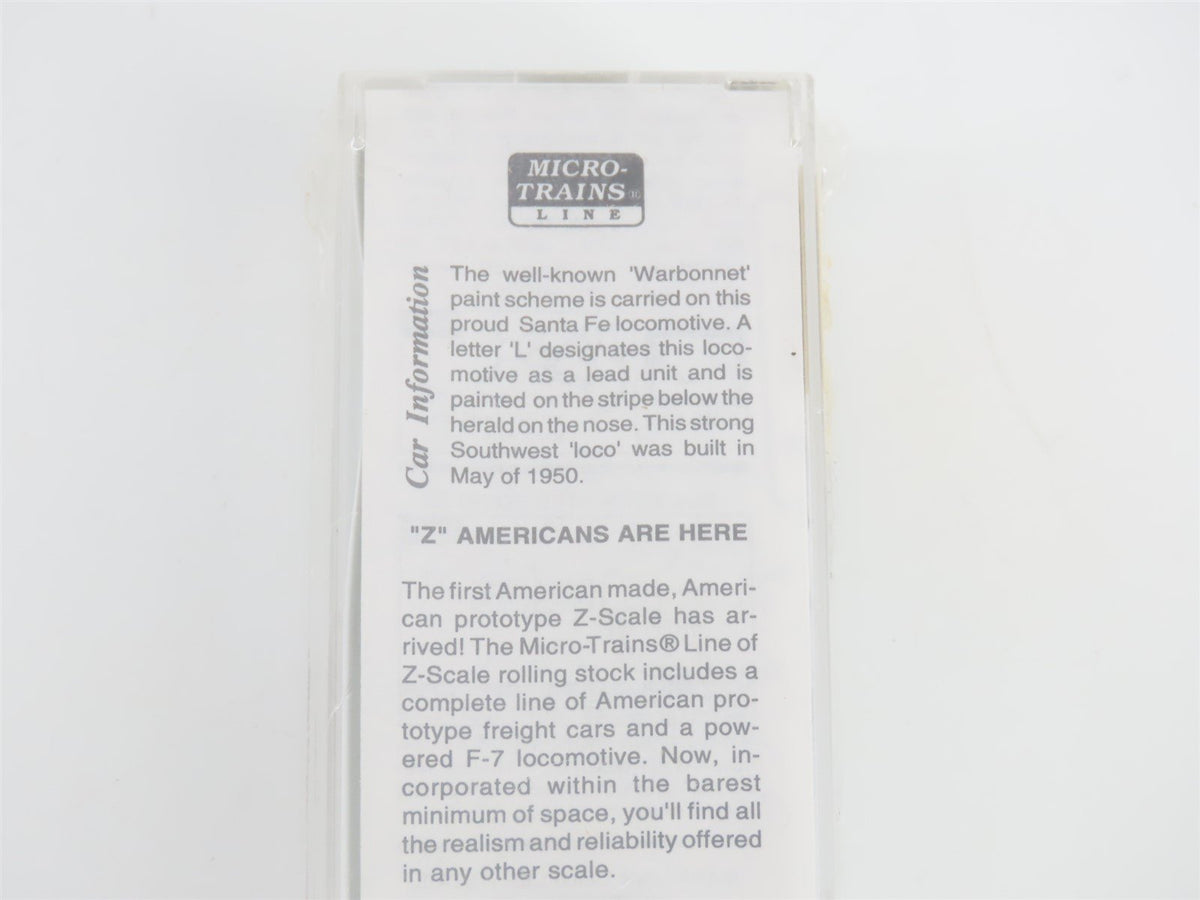 MICRO-
TRAINS®
LINE
Car Information
The well-known 'Warbonnet'
paint scheme is carried on this
proud Santa Fe locomotive. A
letter 'L' designates this loco-
motive as a lead unit and is
painted on the stripe below the
herald on the nose. This strong
Southwest 'loco' was built in
May of 1950.
"Z" AMERICANS ARE HERE
The first American made, Ameri-
can prototype Z-Scale has ar-
rived! The Micro-Trains® Line of
Z-Scale rolling stock includes a
complete line of American pro-
totype freight cars and a pow-
ered F-7 locomotive. Now, in-
corporated within the barest
minimum of space, you'll find all
the realism and reliability offered
in any other scale.